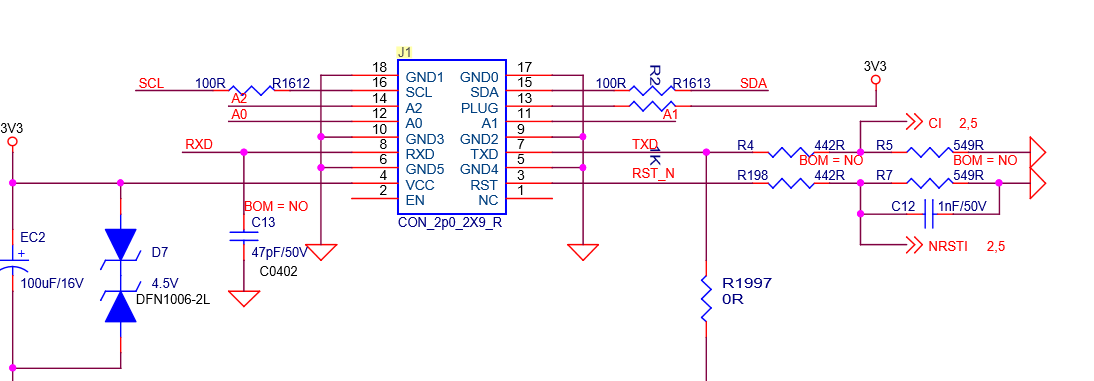 J1
18 GND1 GND0 17
SCL 100R R1612 16 SCL SDA 15 100R R2 R1613 SDA 3V3
A2 14 A2 PLUG 13
A0 12 A0 A1 11 A1
CI 2,5
3V3 10 GND3 GND2 9
RXD 8 RXD TXD 7 TXD 1K R4 442R R5 549R
BOM = NO BOM = NO
6 GND5 GND4 5
4 VCC RST 3 RST_N R198 442R R7 549R
2 EN NC 1
BOM = NO C12 1nF/50V
C13 CON_2p0_2X9_R
EC2 + D7 47pF/50V NRSTI 2,5
C0402
100uF/16V 4.5V R1997
DFN1006-2L 0R